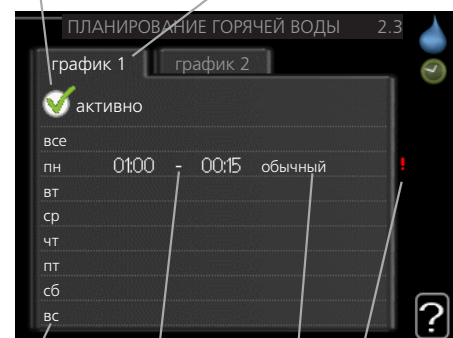 ПЛАНИРОВАНИЕ ГОРЯЧЕЙ ВОДЫ 2.3
график 1 график 2
активно
все
пн 01:00 - 00:15 обычный !
вт
ср
чт
пт
сб
вс
?